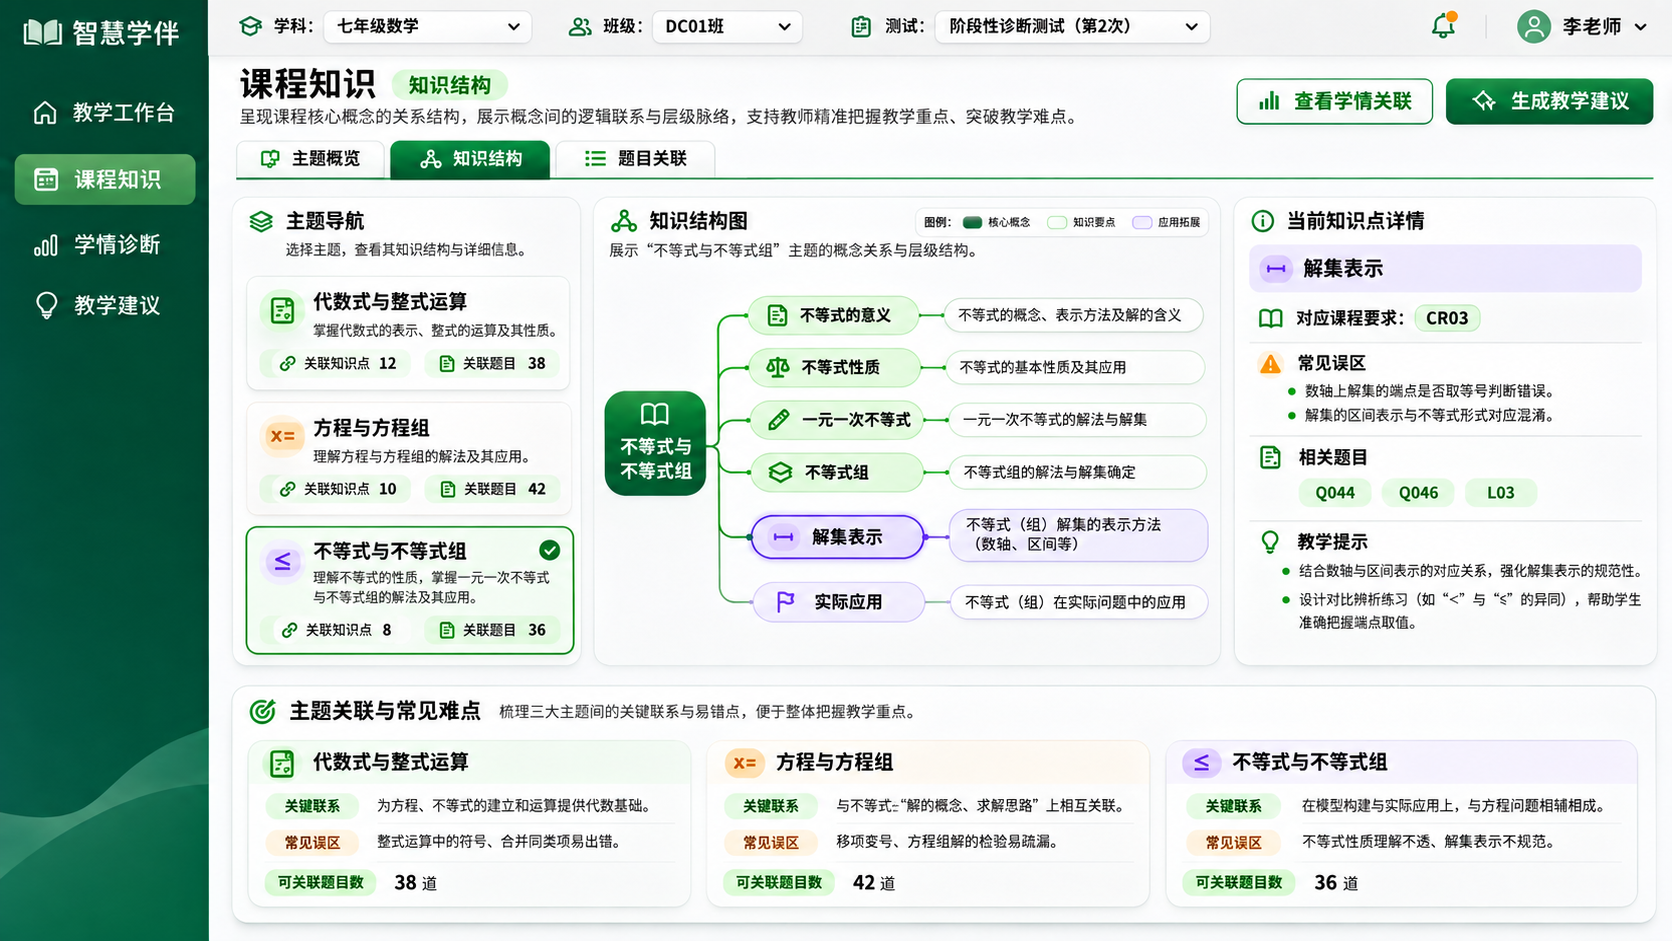 智慧学伴
学科：
七年级数学
班级：
DC01班
测试：
阶段性诊断测试（第2次）
李老师
教学工作台
课程知识
学情诊断
教学建议
课程知识
知识结构
呈现课程核心概念的关系结构，展示概念间的逻辑联系与层级脉络，支持教师精准把握教学重点、突破教学难点。
查看学情关联
生成教学建议
主题概览
知识结构
题目关联
主题导航
选择主题，查看其知识结构与详细信息。
代数式与整式运算
掌握代数式的表示、整式的运算及其性质。
关联知识点 12
关联题目 38
x=
方程与方程组
理解方程与方程组的解法及其应用。
关联知识点 10
关联题目 42
≤
不等式与不等式组
理解不等式的性质，掌握一元一次不等式
与不等式组的解法及其应用。
关联知识点 8
关联题目 36
知识结构图
图例：
核心概念
知识要点
应用拓展
展示“不等式与不等式组”主题的概念关系与层级结构。
不等式与
不等式组
不等式的意义
不等式的概念、表示方法及解的含义
不等式性质
不等式的基本性质及其应用
一元一次不等式
一元一次不等式的解法与解集
不等式组
不等式组的解法与解集确定
解集表示
不等式（组）解集的表示方法
（数轴、区间等）
实际应用
不等式（组）在实际问题中的应用
当前知识点详情
解集表示
对应课程要求：
CR03
常见误区
数轴上解集的端点是否取等号判断错误。
解集的区间表示与不等式形式对应混淆。
相关题目
Q044
Q046
L03
教学提示
结合数轴与区间表示的对应关系，强化解集表示的规范性。
设计对比辨析练习（如“<”与“≤”的异同），帮助学生
准确把握端点取值。
主题关联与常见难点
梳理三大主题间的关键联系与易错点，便于整体把握教学重点。
代数式与整式运算
关键联系
为方程、不等式的建立和运算提供代数基础。
常见误区
整式运算中的符号、合并同类项易出错。
可关联题目数
38 道
x=
方程与方程组
关键联系
与不等式“解的概念、求解思路”上相互关联。
常见误区
移项变号、方程组解的检验易疏漏。
可关联题目数
42 道
≤
不等式与不等式组
关键联系
在模型构建与实际应用上，与方程问题相辅相成。
常见误区
不等式性质理解不透、解集表示不规范。
可关联题目数
36 道